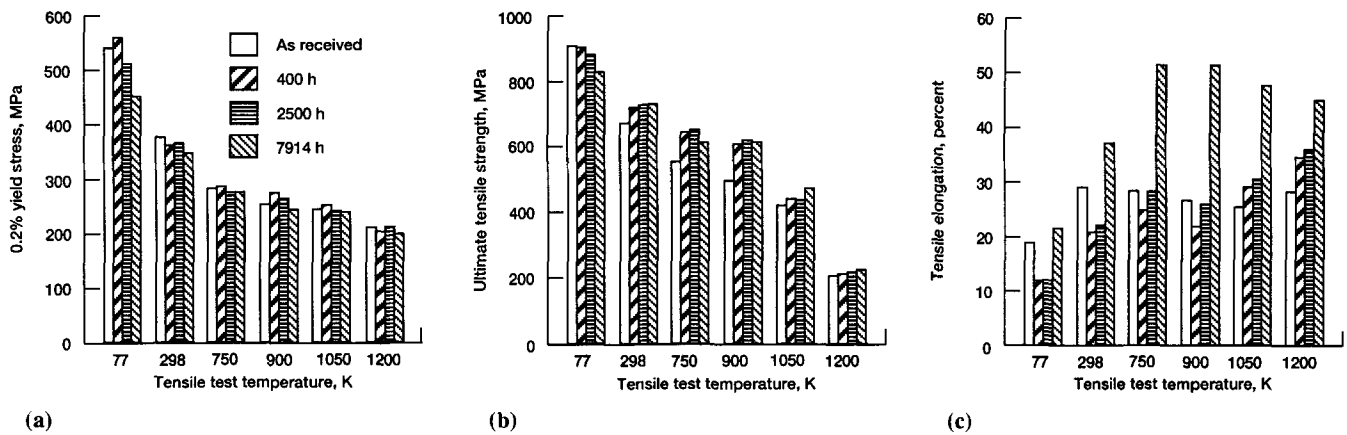 0.2% yield stress, MPa
600
500
400
300
200
100
0
As received
400 h
2500 h
7914 h
77 298 750 900 1050 1200
Tensile test temperature, K
(a)
Ultimate tensile strength, MPa
1000
800
600
400
200
0
77 298 750 900 1050 1200
Tensile test temperature, K
(b)
Tensile elongation, percent
60
50
40
30
20
10
0
77 298 750 900 1050 1200
Tensile test temperature, K
(c)